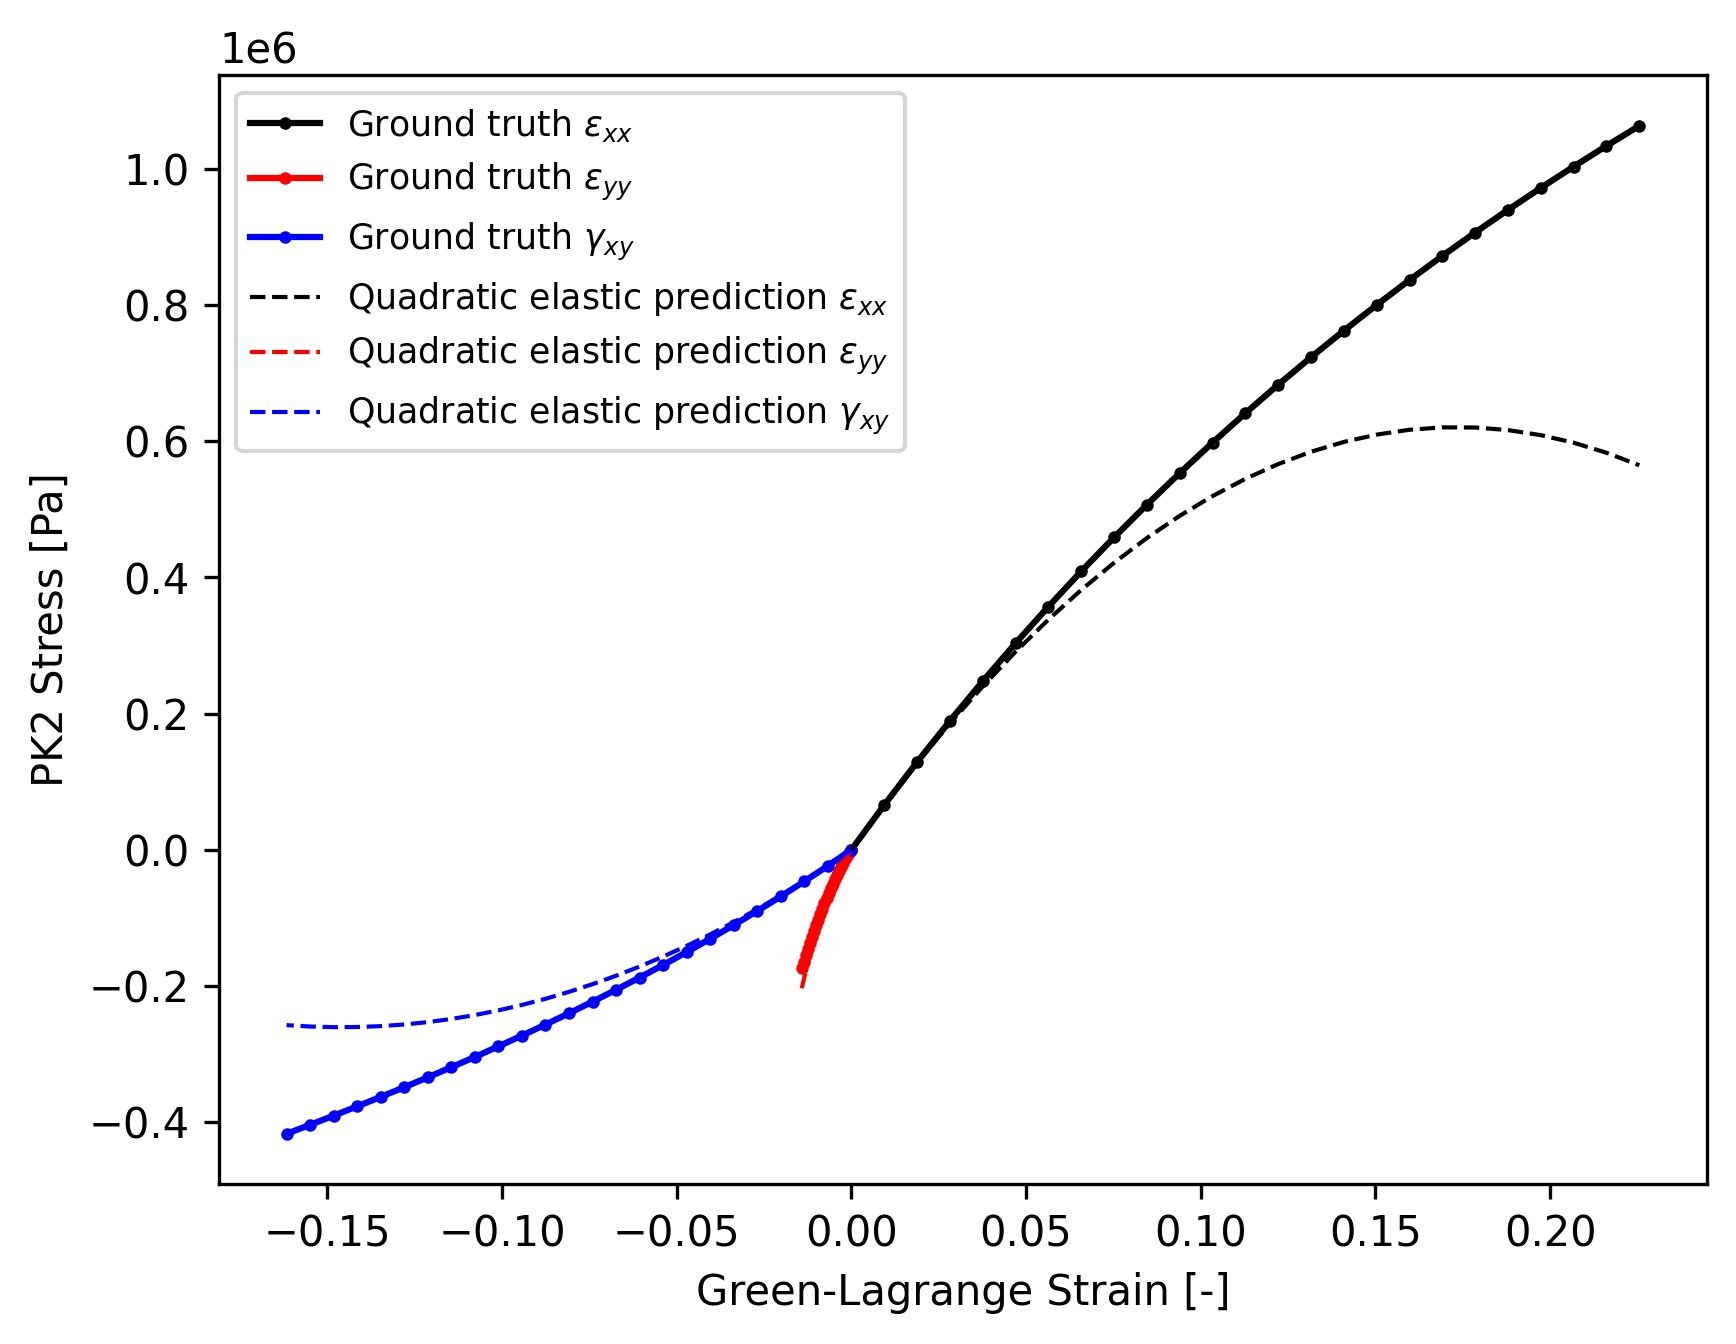 1e6
Ground truth εxx
Ground truth εyy
Ground truth γxy
Quadratic elastic prediction εxx
Quadratic elastic prediction εyy
Quadratic elastic prediction γxy
1.0
0.8
0.6
0.4
0.2
0.0
−0.2
−0.4
PK2 Stress [Pa]
−0.15 −0.10 −0.05 0.00 0.05 0.10 0.15 0.20
Green-Lagrange Strain [-]